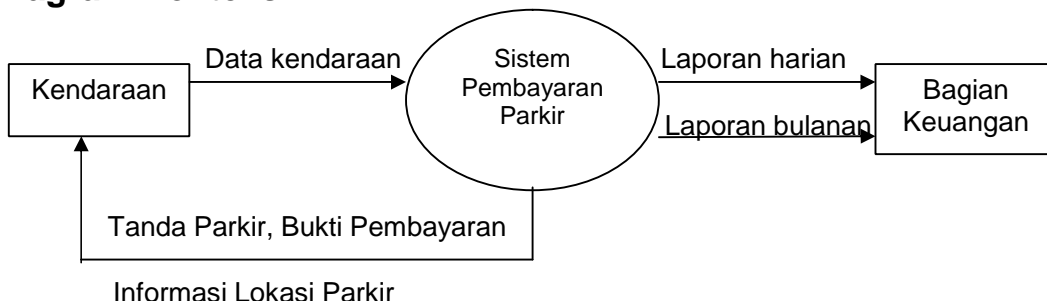 Data kendaraan
Kendaraan
Sistem
Pembayaran
Parkir
Laporan harian
Laporan bulanan
Bagian
Keuangan
Tanda Parkir, Bukti Pembayaran
Informasi Lokasi Parkir